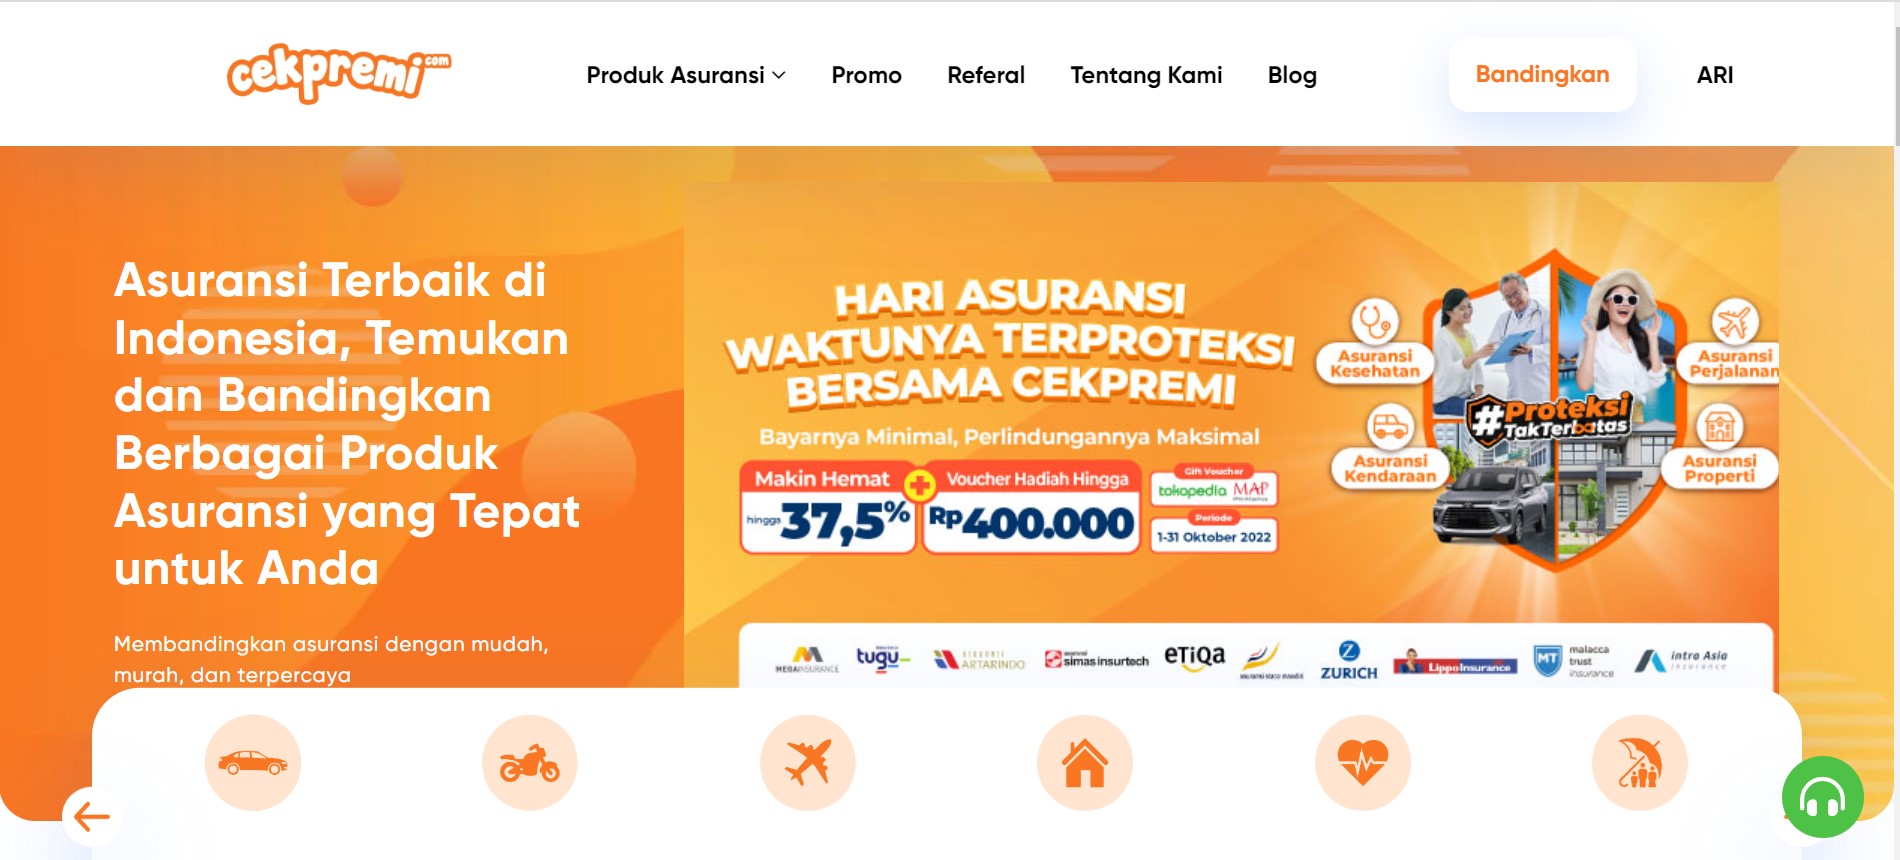 cekpremi.com
Produk Asuransi
Promo
Referal
Tentang Kami
Blog
Bandingkan
ARI
Asuransi Terbaik di
Indonesia, Temukan
dan Bandingkan
Berbagai Produk
Asuransi yang Tepat
untuk Anda
Membandingkan asuransi dengan mudah,
murah, dan terpercaya
HARI ASURANSI
WAKTUNYA TERPROTEKSI
BERSAMA CEKPREMI
Bayarnya Minimal, Perlindungannya Maksimal
Makin Hemat
hingga 37,5%
+
Voucher Hadiah Hingga
Rp400.000
Gift Voucher
tokopedia MAP
Periode
1-31 Oktober 2022
Asuransi
Kesehatan
Asuransi
Perjalanan
#Proteksi
TakTerbatas
Asuransi
Kendaraan
Asuransi
Properti
MEGAINSURANCE
tugu
ARTARINDO
simas insurtech
eTiQa
ZURICH
LippoInsurance
MT
malacca
trust
insurance
intra Asia
insurance